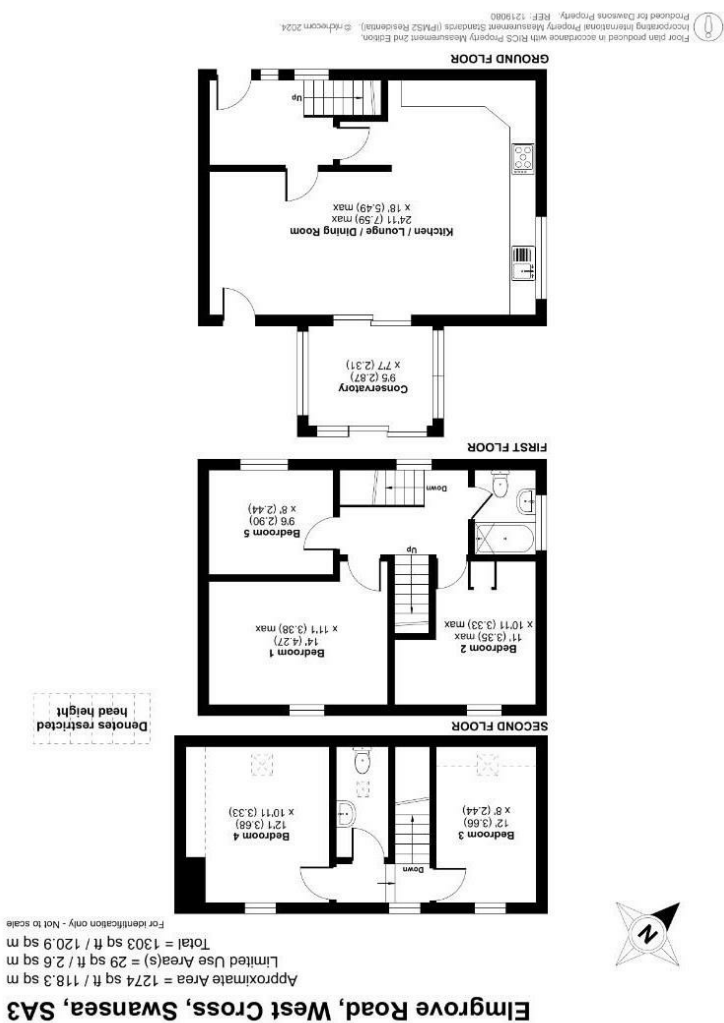 Elmgrove Road, West Cross, Swansea, SA3
Approximate Area = 1274 sq ft / 118.3 sq m
Limited Use Area(s) = 29 sq ft / 2.6 sq m
Total = 1303 sq ft / 120.9 sq m
For identification only - Not to scale
N
Bedroom 3
12' (3.66)
x 8' (2.44)
Down
Bedroom 4
12'1 (3.68)
x 10'11 (3.33)
SECOND FLOOR
Denotes restricted
head height
Bedroom 2
11' (3.35) max
x 10'11 (3.33) max
Bedroom 1
14' (4.27)
x 11'1 (3.38) max
Up
Bedroom 5
9'6 (2.90)
x 8' (2.44)
Down
FIRST FLOOR
Conservatory
9'5 (2.87)
x 7'7 (2.31)
Kitchen / Lounge / Dining Room
24'11 (7.59) max
x 18' (5.49) max
Up
GROUND FLOOR
Floor plan produced in accordance with RICS Property Measurement 2nd Edition,
Incorporating International Property Measurement Standards (IPMS2 Residential). © nichecom 2024.
Produced for Dawsons Property. REF: 1219080